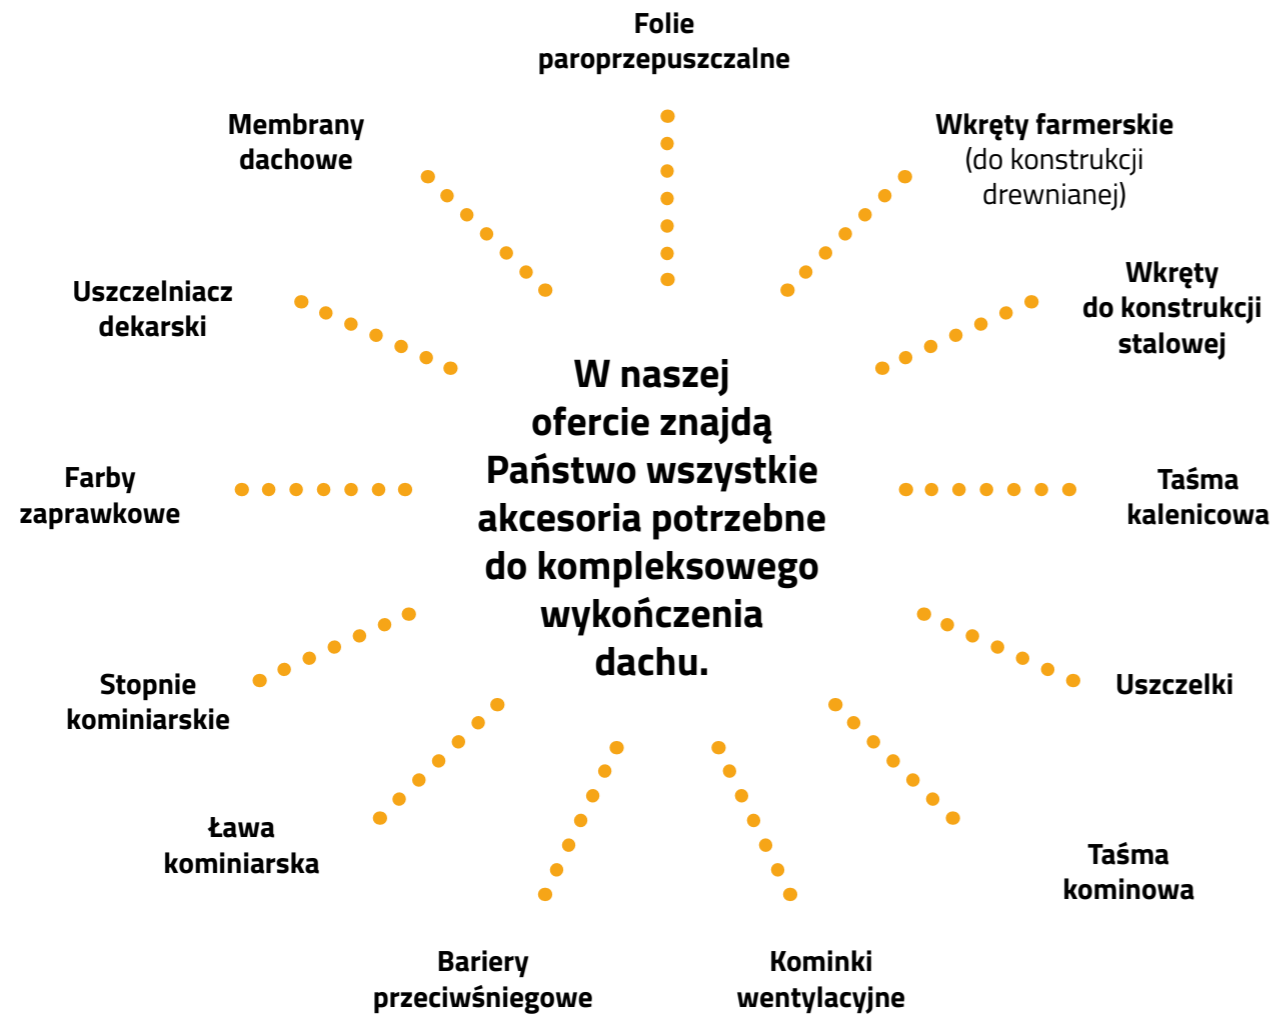 Folie
paroprzepuszczalne
Membrany
dachowe
Wkręty farmerskie
(do konstrukcji
drewnianej)
Uszczelniacz
dekarski
Wkręty
do konstrukcji
stalowej
W naszej
ofercie znajdą
Państwo wszystkie
akcesoria potrzebne
do kompleksowego
wykończenia
dachu.
Farby
zaprawkowe
Taśma
kalenicowa
Stopnie
kominiarskie
Uszczelki
Ława
kominiarska
Taśma
kominowa
Bariery
przeciwśniegowe
Kominki
wentylacyjne